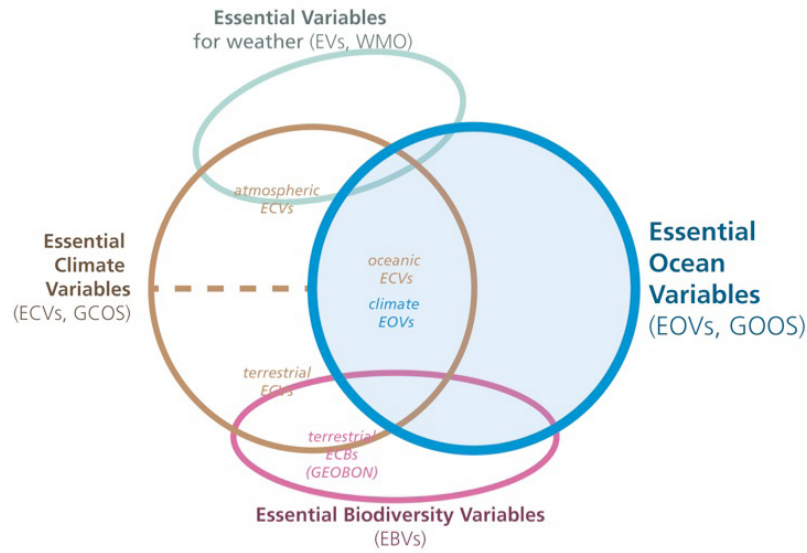 Essential Variables
for weather (EVs, WMO)
atmospheric
ECVs
Essential
Climate
Variables
(ECVs, GCOS)
oceanic
ECVs
climate
EOVs
Essential
Ocean
Variables
(EOVs, GOOS)
terrestrial
ECVs
terrestrial
ECBs
(GEOBON)
Essential Biodiversity Variables
(EBVs)